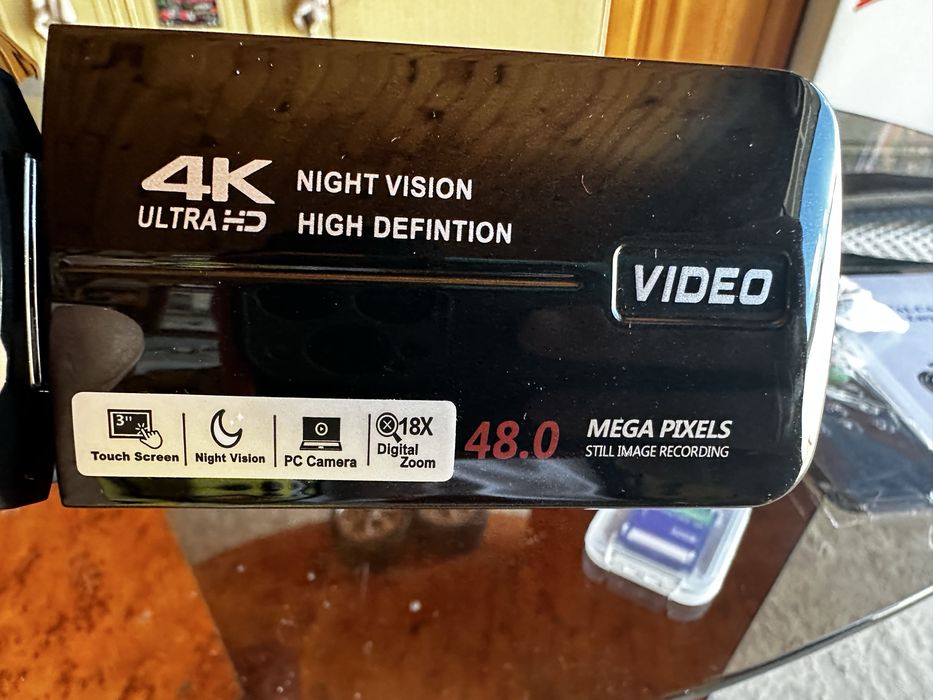 4K
ULTRA HD
NIGHT VISION
HIGH DEFINTION
VIDEO
3"
Touch Screen
Night Vision
PC Camera
18X
Digital
Zoom
48.0
MEGA PIXELS
STILL IMAGE RECORDING